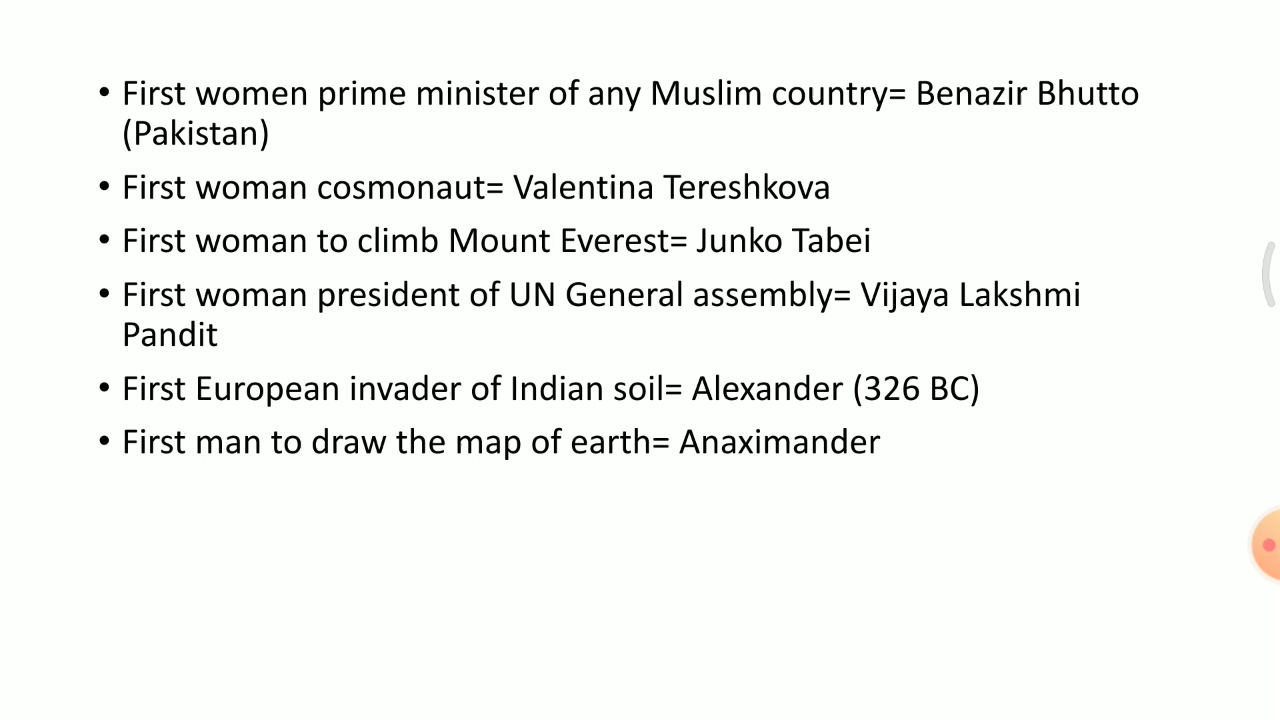 • First women prime minister of any Muslim country= Benazir Bhutto
(Pakistan)
• First woman cosmonaut= Valentina Tereshkova
• First woman to climb Mount Everest= Junko Tabei
• First woman president of UN General assembly= Vijaya Lakshmi
Pandit
• First European invader of Indian soil= Alexander (326 BC)
• First man to draw the map of earth= Anaximander